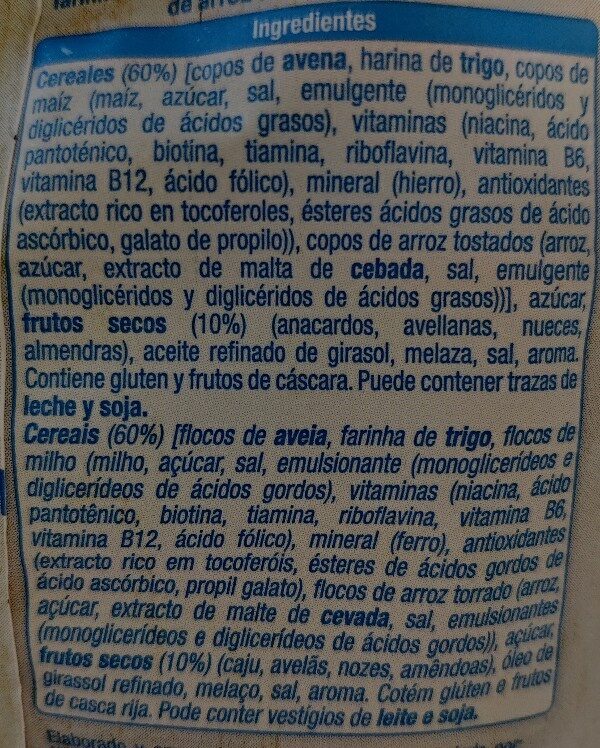 Ingredientes
Cereales (60%) [copos de avena, harina de trigo, copos de
maíz (maíz, azúcar, sal, emulgente (monoglicéridos y
diglicéridos de ácidos grasos), vitaminas (niacina, ácido
pantoténico, biotina, tiamina, riboflavina, vitamina B6,
vitamina B12, ácido fólico), mineral (hierro), antioxidantes
(extracto rico en tocoferoles, ésteres ácidos grasos de ácido
ascórbico, galato de propilo)), copos de arroz tostados (arroz,
azúcar, extracto de malta de cebada, sal, emulgente
(monoglicéridos y diglicéridos de ácidos grasos))], azúcar,
frutos secos (10%) (anacardos, avellanas, nueces,
almendras), aceite refinado de girasol, melaza, sal, aroma.
Contiene gluten y frutos de cáscara. Puede contener trazas de
leche y soja.
Cereais (60%) [flocos de aveia, farinha de trigo, flocos de
milho (milho, açúcar, sal, emulsionante (monoglicerídeos e
diglicerídeos de ácidos gordos), vitaminas (niacina, ácido
pantotênico, biotina, tiamina, riboflavina, vitamina B6,
vitamina B12, ácido fólico), mineral (ferro), antioxidantes
(extracto rico em tocoferóis, ésteres de ácidos gordos de
ácido ascórbico, propil galato), flocos de arroz torrado (arroz,
açúcar, extracto de malte de cevada, sal, emulsionantes
(monoglicerídeos e diglicerídeos de ácidos gordos)), açúcar,
frutos secos (10%) (caju, avelãs, nozes, amêndoas), óleo de
girassol refinado, melaço, sal, aroma. Cotém glúten e frutos
de casca rija. Pode conter vestígios de leite e soja.
Elaborado